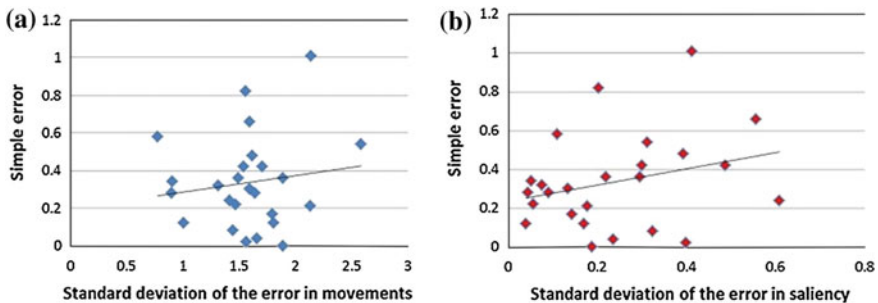 (a)
1.2
1
0.8
0.6
0.4
0.2
0
Simple error
0 0.5 1 1.5 2 2.5 3
Standard deviation of the error in movements
(b)
1.2
1
0.8
0.6
0.4
0.2
0
Simple error
0 0.2 0.4 0.6 0.8
Standard deviation of the error in saliency